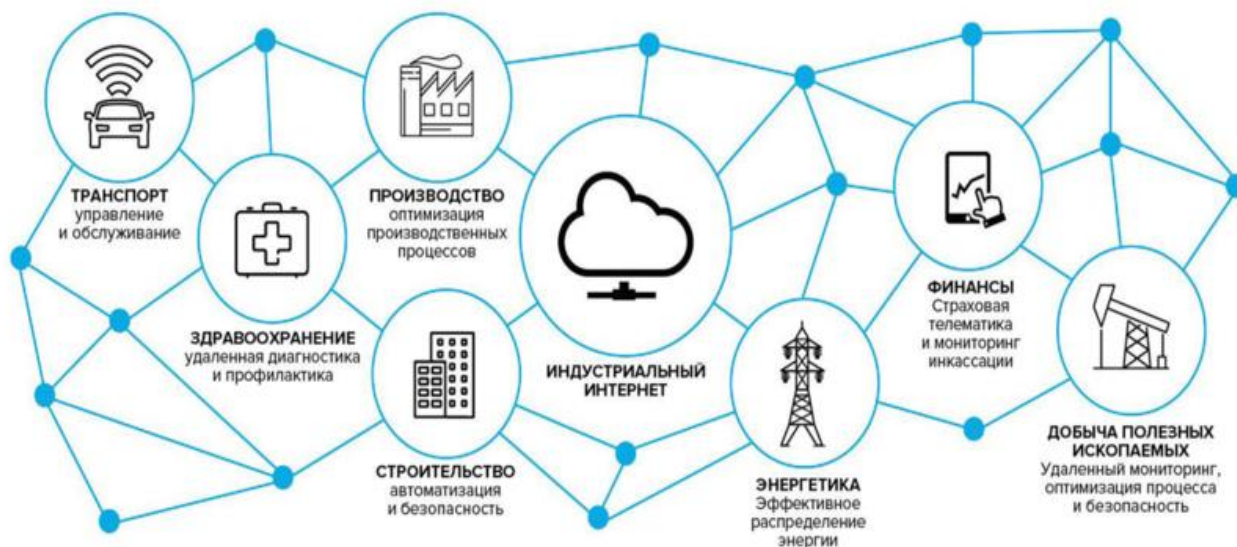 ТРАНСПОРТ
управление
и обслуживание
ЗДРАВООХРАНЕНИЕ
удаленная диагностика
и профилактика
ПРОИЗВОДСТВО
оптимизация
производственных
процессов
СТРОИТЕЛЬСТВО
автоматизация
и безопасность
ИНДУСТРИАЛЬНЫЙ
ИНТЕРНЕТ
ЭНЕРГЕТИКА
Эффективное
распределение
энергии
ФИНАНСЫ
Страховая
телематика
и мониторинг
инкассации
ДОБЫЧА ПОЛЕЗНЫХ
ИСКОПАЕМЫХ
Удаленный мониторинг,
оптимизация процесса
и безопасность